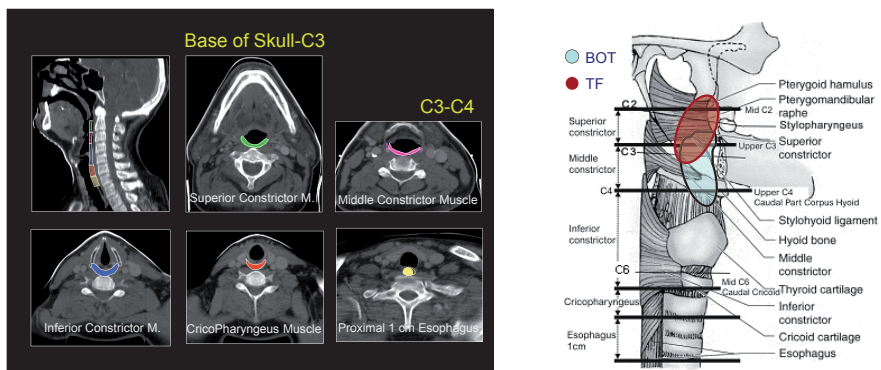 Base of Skull-C3
C3-C4
Superior Constrictor M.
Middle Constrictor Muscle
Inferior Constrictor M.
CricoPharyngeus Muscle
Proximal 1 cm Esophagus
BOT
TF
C2
Mid C2
Superior
constrictor
C3
Upper C3
Middle
constrictor
C4
Upper C4
Caudal Part Corpus Hyoid
Inferior
constrictor
C6
Mid C6
Caudal Cricoid
Cricopharyngeus
Esophagus
1cm
Pterygoid hamulus
Pterygomandibular
raphe
Stylopharyngeus
Superior
constrictor
Stylohyoid ligament
Hyoid bone
Middle
constrictor
Thyroid cartilage
Inferior
constrictor
Cricoid cartilage
Esophagus